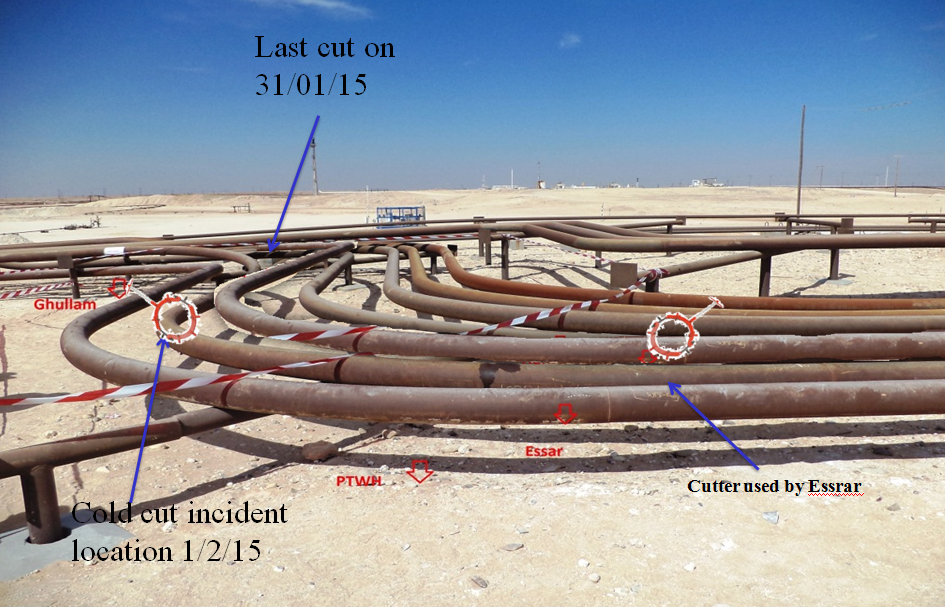 Last cut on
31/01/15
Ghullam
Essar
PTWH
Cutter used by Essrar
Cold cut incident
location 1/2/15